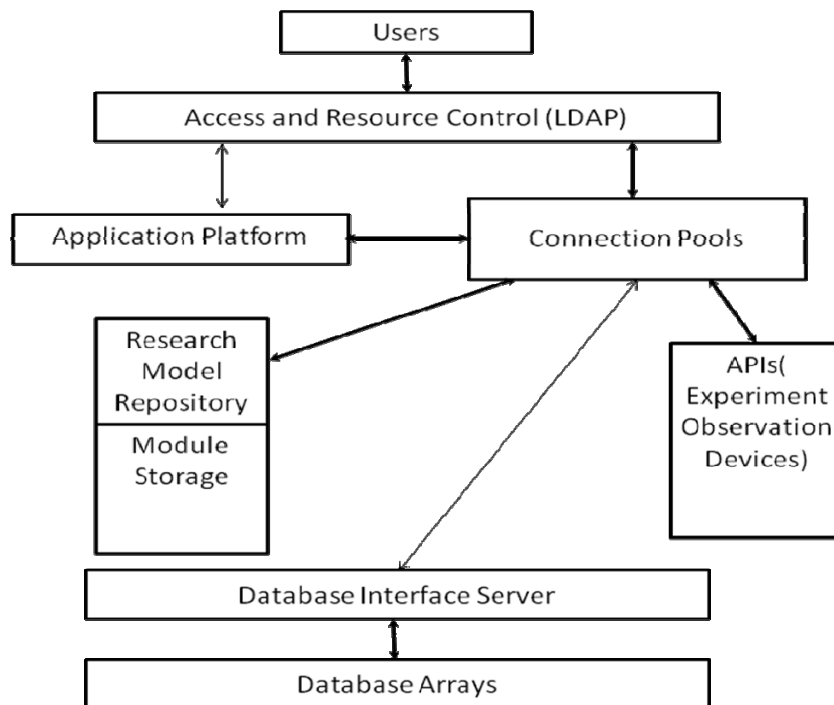 Users
Access and Resource Control (LDAP)
Application Platform
Connection Pools
Research
Model
Repository
Module
Storage
APIs(
Experiment
Observation
Devices)
Database Interface Server
Database Arrays